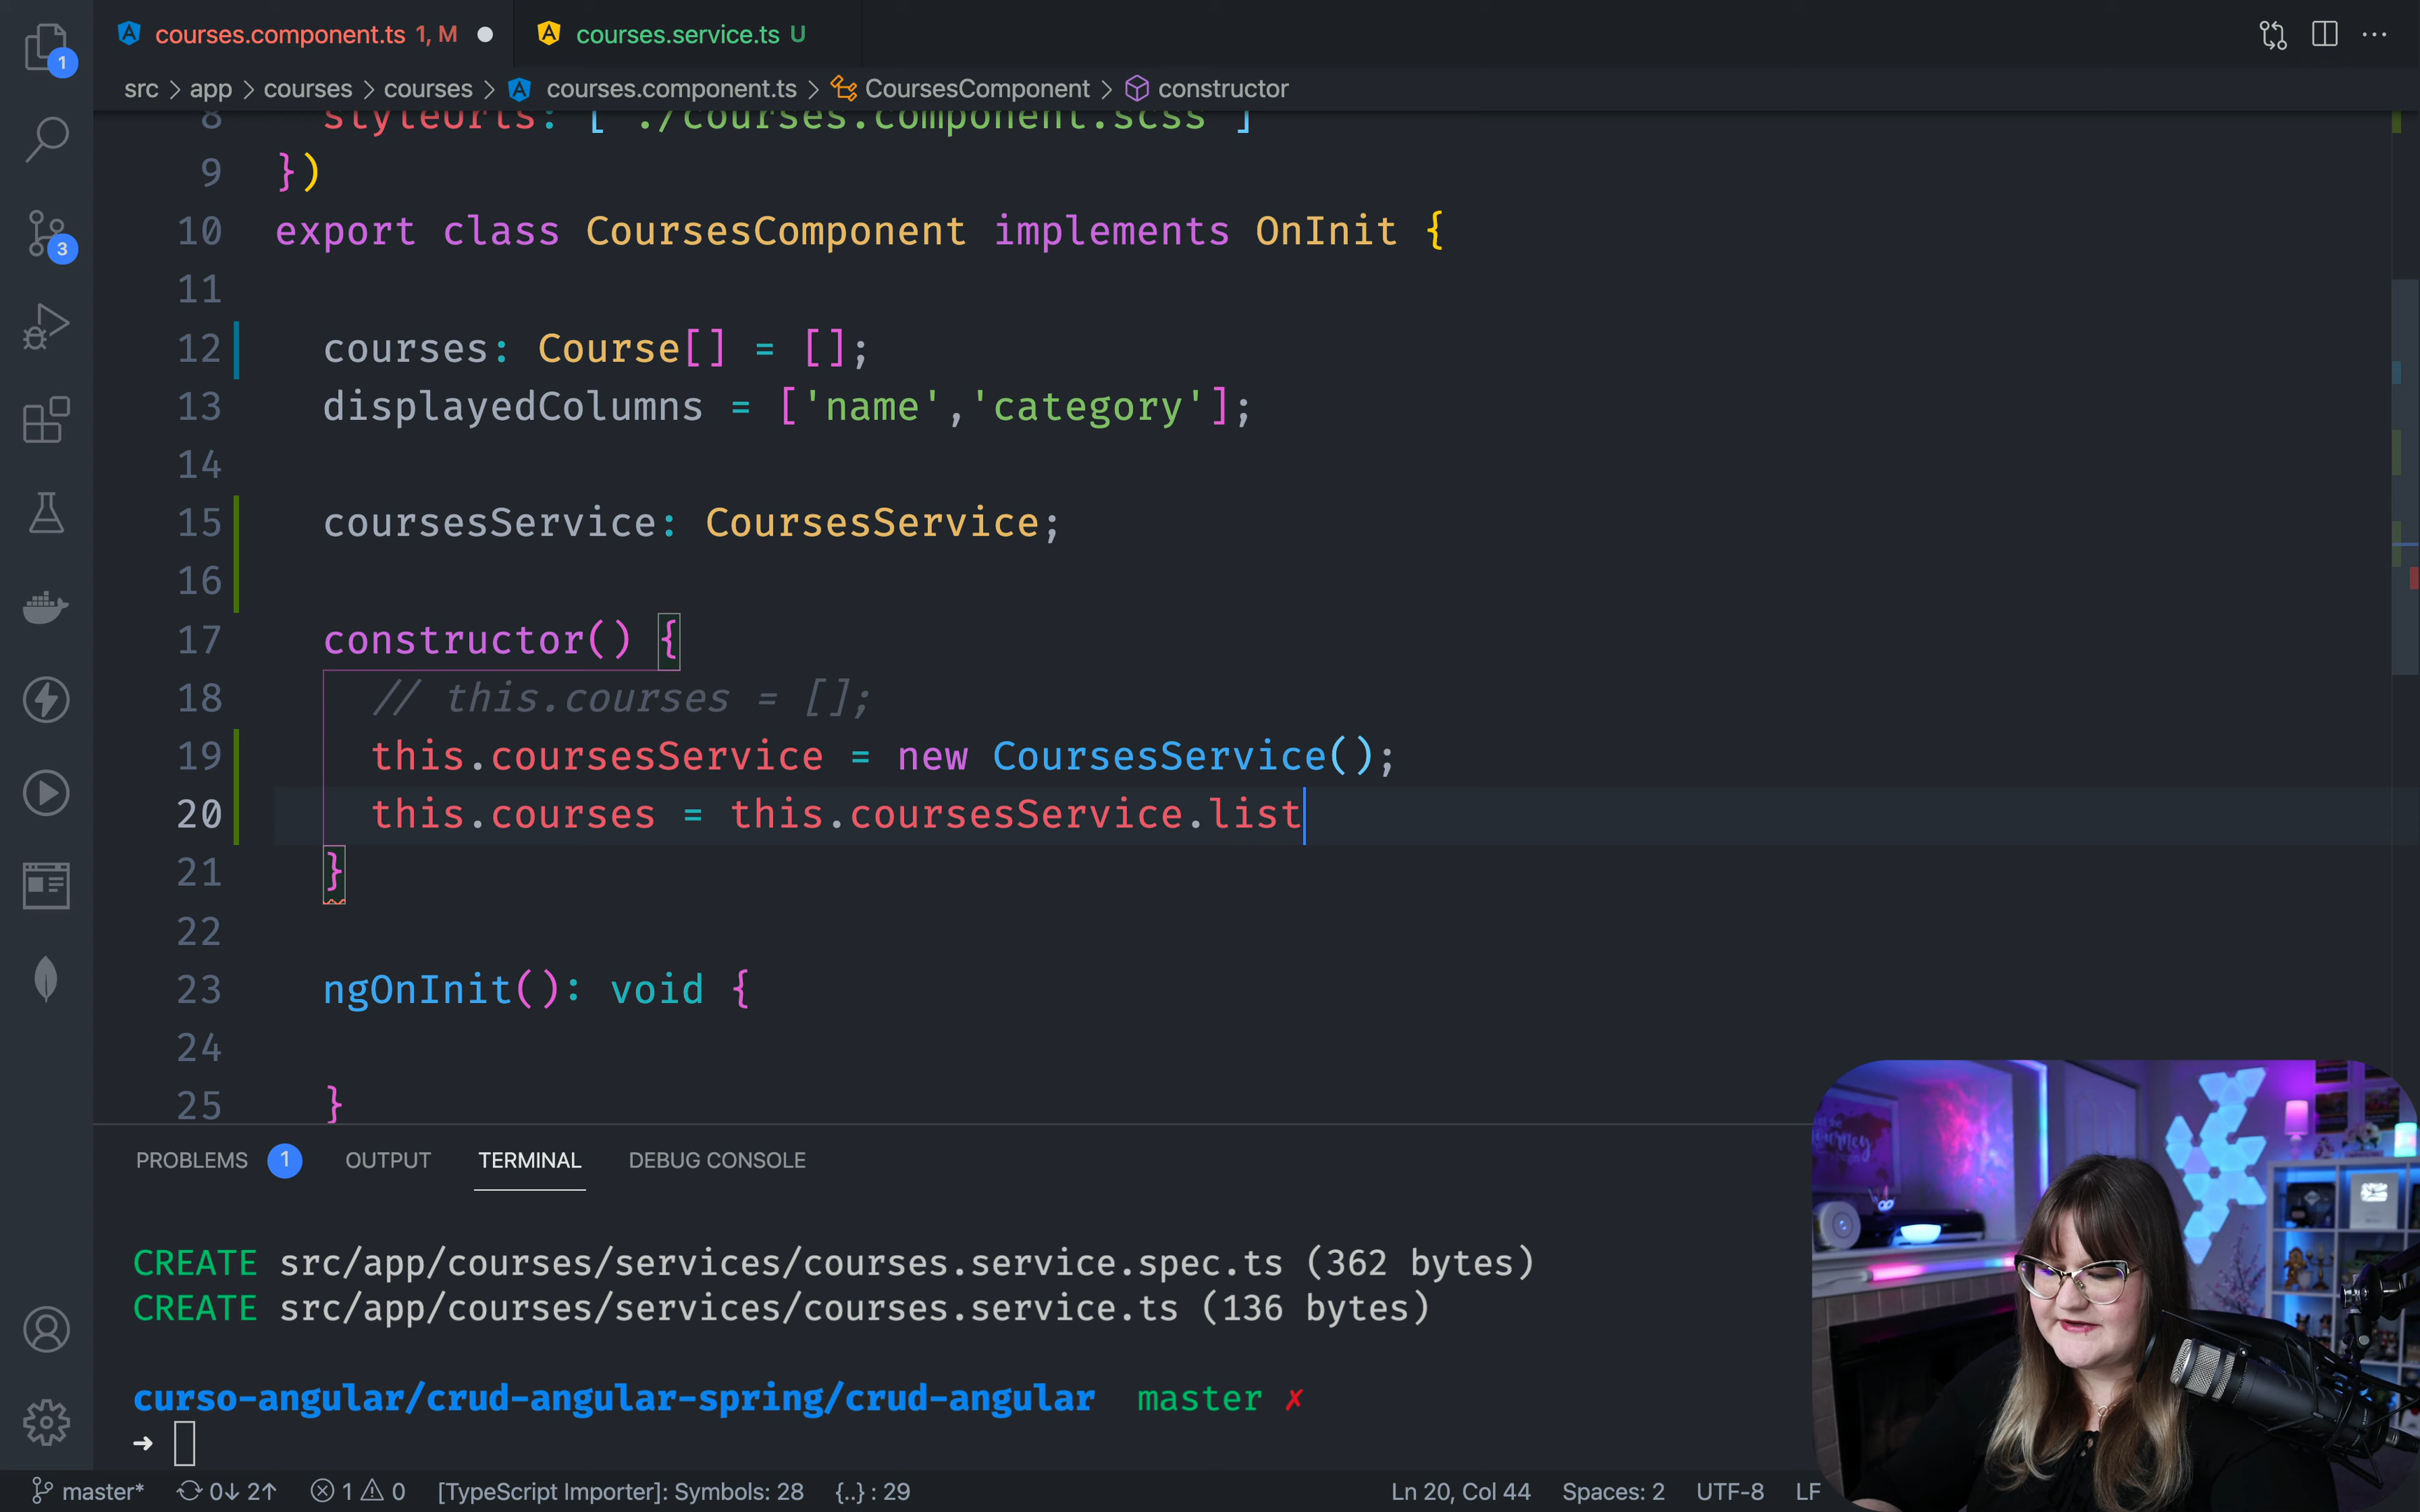 courses.component.ts 1, M
courses.service.ts U
src > app > courses > courses > courses.component.ts > CoursesComponent > constructor
1
3
8 styleUrls: ['./courses.component.scss']
9 })
10 export class CoursesComponent implements OnInit {
11
12 courses: Course[] = [];
13 displayedColumns = ['name','category'];
14
15 coursesService: CoursesService;
16
17 constructor() {
18 // this.courses = [];
19 this.coursesService = new CoursesService();
20 this.courses = this.coursesService.list
21 }
22
23 ngOnInit(): void {
24
25 }
PROBLEMS 1 OUTPUT TERMINAL DEBUG CONSOLE
CREATE src/app/courses/services/courses.service.spec.ts (362 bytes)
CREATE src/app/courses/services/courses.service.ts (136 bytes)
curso-angular/crud-angular-spring/crud-angular master ✗
➜
master* 0↓ 2↑ 1 0 [TypeScript Importer]: Symbols: 28 {..} : 29 Ln 20, Col 44 Spaces: 2 UTF-8 LF